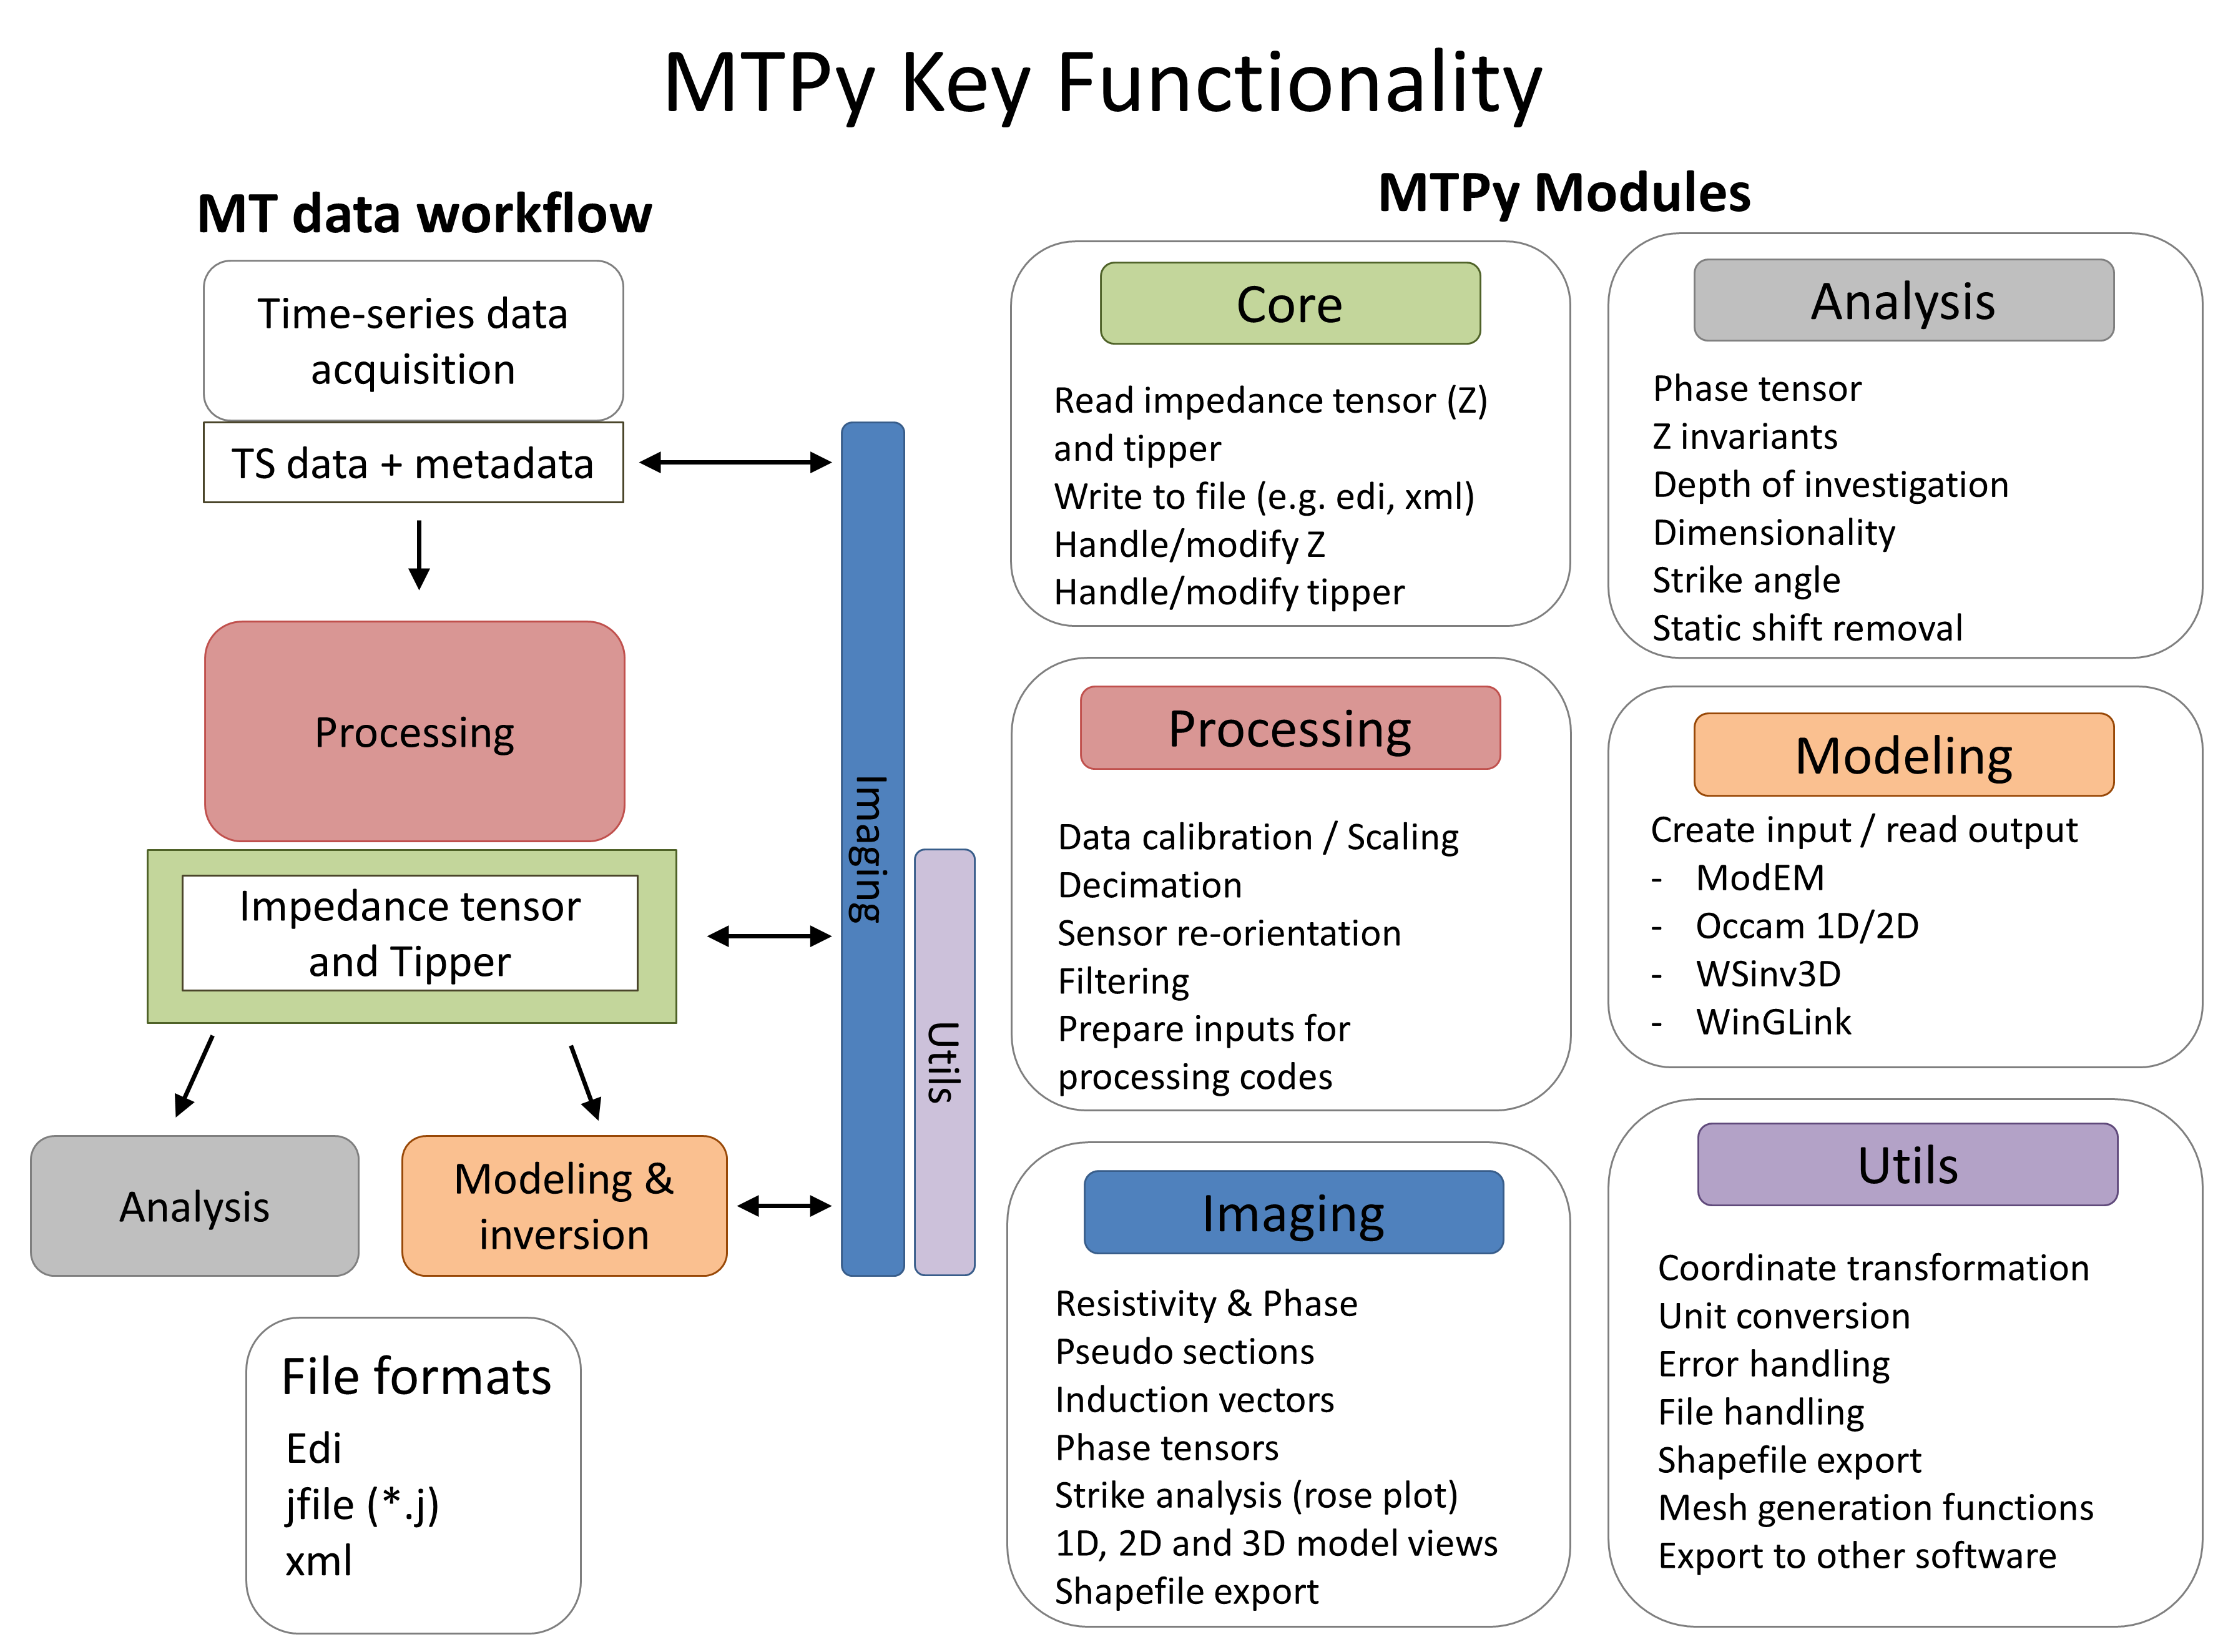 MTPy Key Functionality
MT data workflow
Time-series data
acquisition
TS data + metadata
Processing
Impedance tensor
and Tipper
Analysis
Modeling &
inversion
File formats
Edi
jfile (*.j)
xml
Imaging
Utils
MTPy Modules
Core
Read impedance tensor (Z)
and tipper
Write to file (e.g. edi, xml)
Handle/modify Z
Handle/modify tipper
Processing
Data calibration / Scaling
Decimation
Sensor re-orientation
Filtering
Prepare inputs for
processing codes
Imaging
Resistivity & Phase
Pseudo sections
Induction vectors
Phase tensors
Strike analysis (rose plot)
1D, 2D and 3D model views
Shapefile export
Analysis
Phase tensor
Z invariants
Depth of investigation
Dimensionality
Strike angle
Static shift removal
Modeling
Create input / read output
- ModEM
- Occam 1D/2D
- WSinv3D
- WinGLink
Utils
Coordinate transformation
Unit conversion
Error handling
File handling
Shapefile export
Mesh generation functions
Export to other software